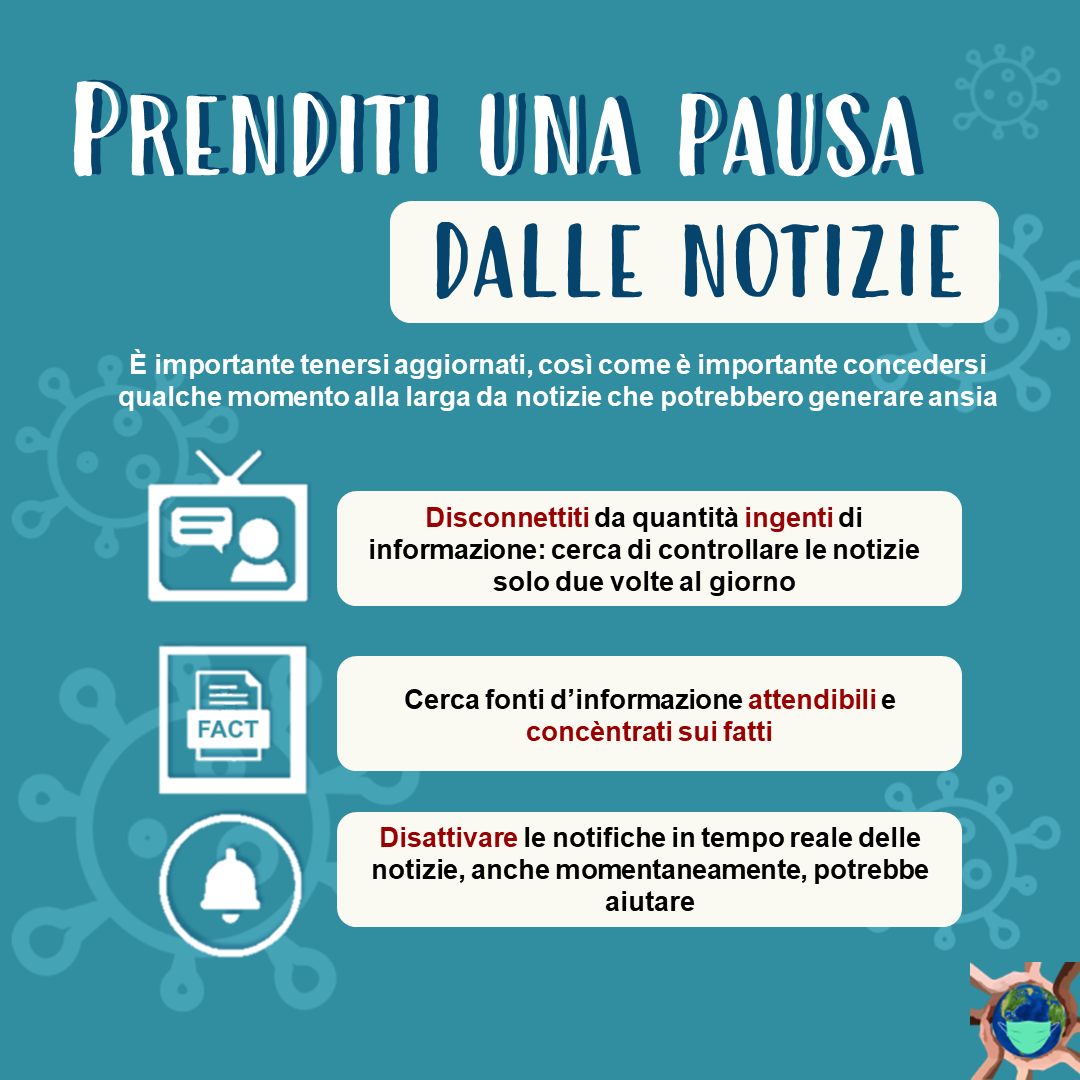 PRENDITI UNA PAUSA
DALLE NOTIZIE
È importante tenersi aggiornati, così come è importante concedersi
qualche momento alla larga da notizie che potrebbero generare ansia
Disconnettiti da quantità ingenti di
informazione: cerca di controllare le notizie
solo due volte al giorno
FACT
Cerca fonti d’informazione attendibili e
concèntrati sui fatti
Disattivare le notifiche in tempo reale delle
notizie, anche momentaneamente, potrebbe
aiutare